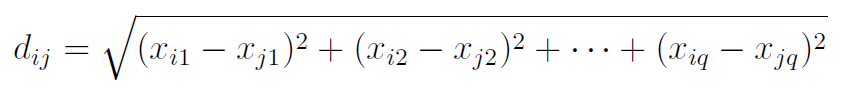 d_{ij} = \sqrt{(x_{i1} - x_{j1})^2 + (x_{i2} - x_{j2})^2 + \cdots + (x_{iq} - x_{jq})^2}